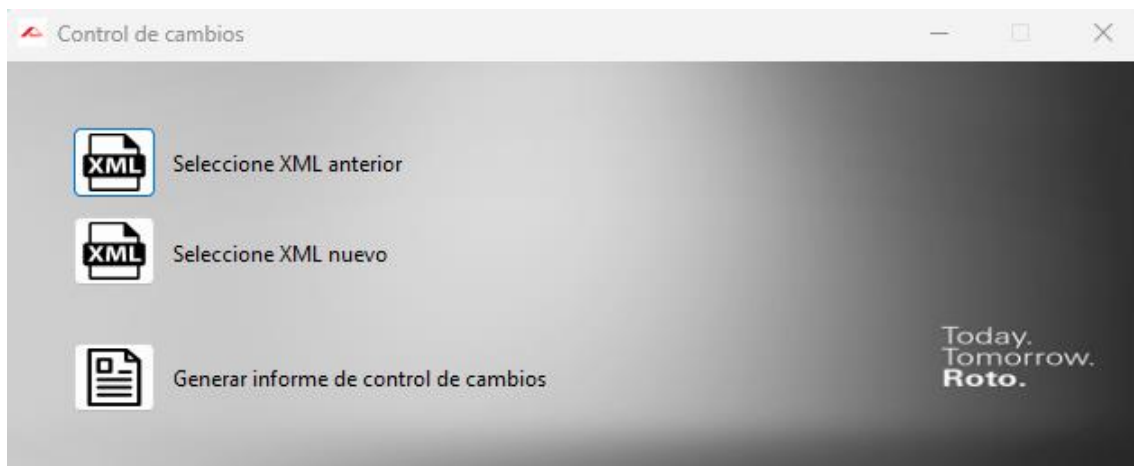 Control de cambios
XML
Seleccione XML anterior
XML
Seleccione XML nuevo
Generar informe de control de cambios
Today.
Tomorrow.
Roto.